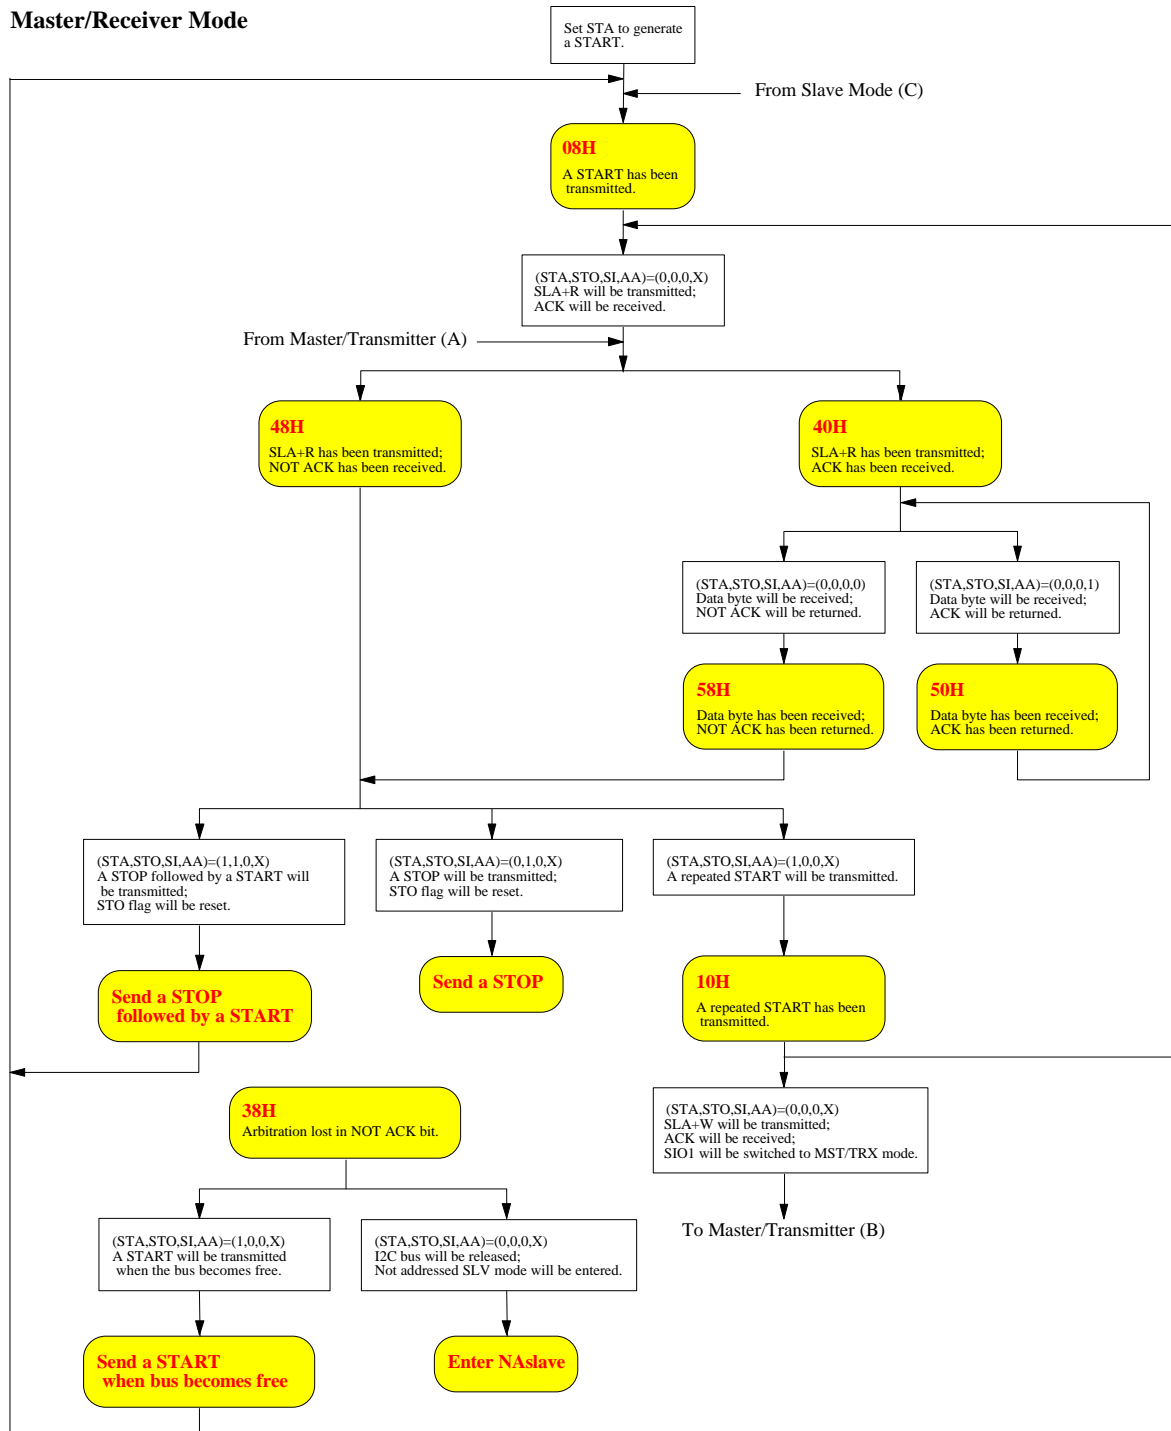 Master/Receiver Mode
Set STA to generate
a START.
From Slave Mode (C)
08H
A START has been
transmitted.
(STA,STO,SI,AA)=(0,0,0,X)
SLA+R will be transmitted;
ACK will be received.
From Master/Transmitter (A)
48H
SLA+R has been transmitted;
NOT ACK has been received.
40H
SLA+R has been transmitted;
ACK has been received.
(STA,STO,SI,AA)=(0,0,0,0)
Data byte will be received;
NOT ACK will be returned.
(STA,STO,SI,AA)=(0,0,0,1)
Data byte will be received;
ACK will be returned.
58H
Data byte has been received;
NOT ACK has been returned.
50H
Data byte has been received;
ACK has been returned.
(STA,STO,SI,AA)=(1,1,0,X)
A STOP followed by a START will
be transmitted;
STO flag will be reset.
(STA,STO,SI,AA)=(0,1,0,X)
A STOP will be transmitted;
STO flag will be reset.
(STA,STO,SI,AA)=(1,0,0,X)
A repeated START will be transmitted.
Send a STOP
followed by a START
Send a STOP
10H
A repeated START has been
transmitted.
38H
Arbitration lost in NOT ACK bit.
(STA,STO,SI,AA)=(0,0,0,X)
SLA+W will be transmitted;
ACK will be received;
SIO1 will be switched to MST/TRX mode.
To Master/Transmitter (B)
(STA,STO,SI,AA)=(1,0,0,X)
A START will be transmitted
when the bus becomes free.
(STA,STO,SI,AA)=(0,0,0,X)
I2C bus will be released;
Not addressed SLV mode will be entered.
Send a START
when bus becomes free
Enter NAslave